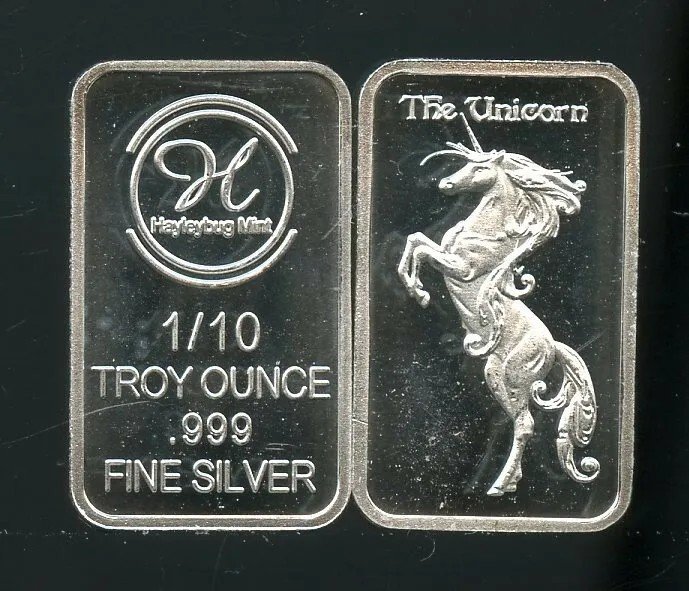 H
Hayleybug Mint
1/10
TROY OUNCE
.999
FINE SILVER
The Unicorn